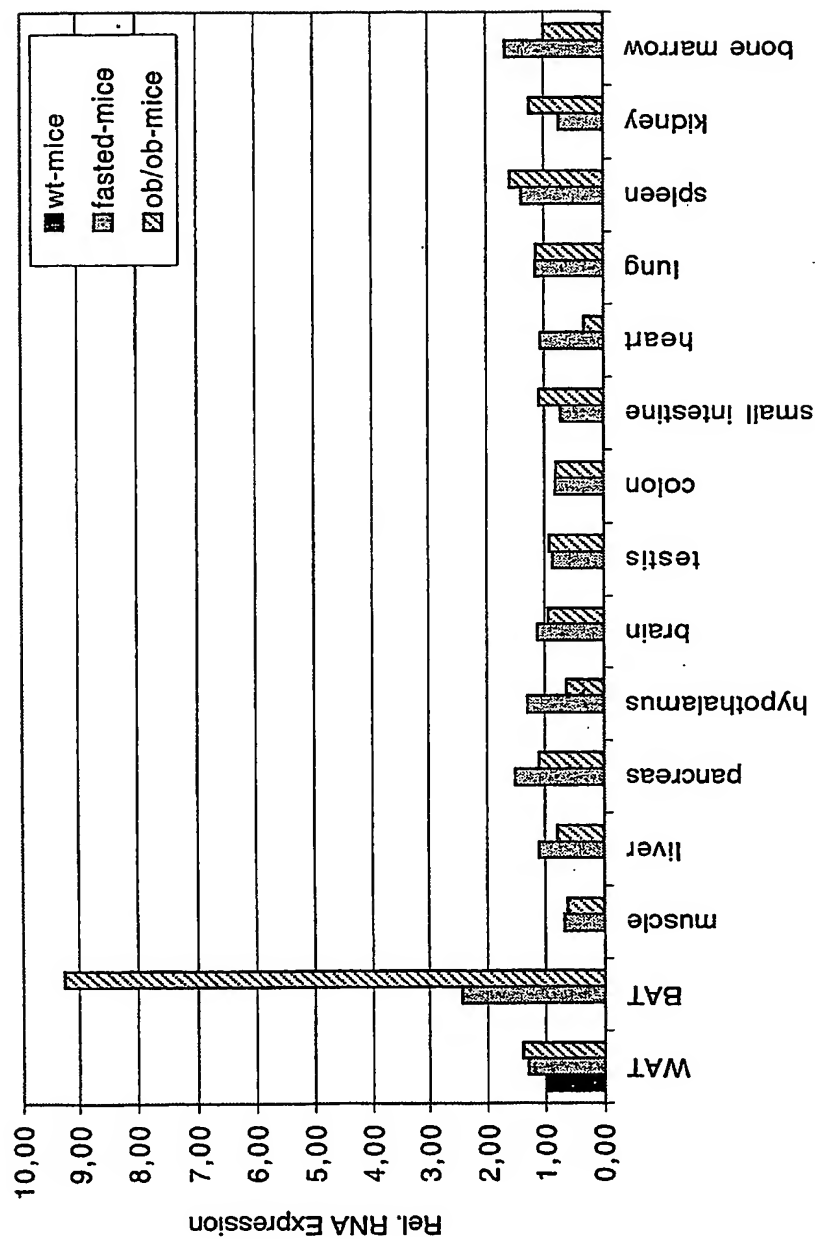 wt-mice
fasted-mice
ob/ob-mice
Rel. RNA Expression
10,00
9,00
8,00
7,00
6,00
5,00
4,00
3,00
2,00
1,00
0,00
WAT
BAT
muscle
liver
pancreas
hypothalamus
brain
testis
colon
small intestine
heart
lung
spleen
kidney
bone marrow